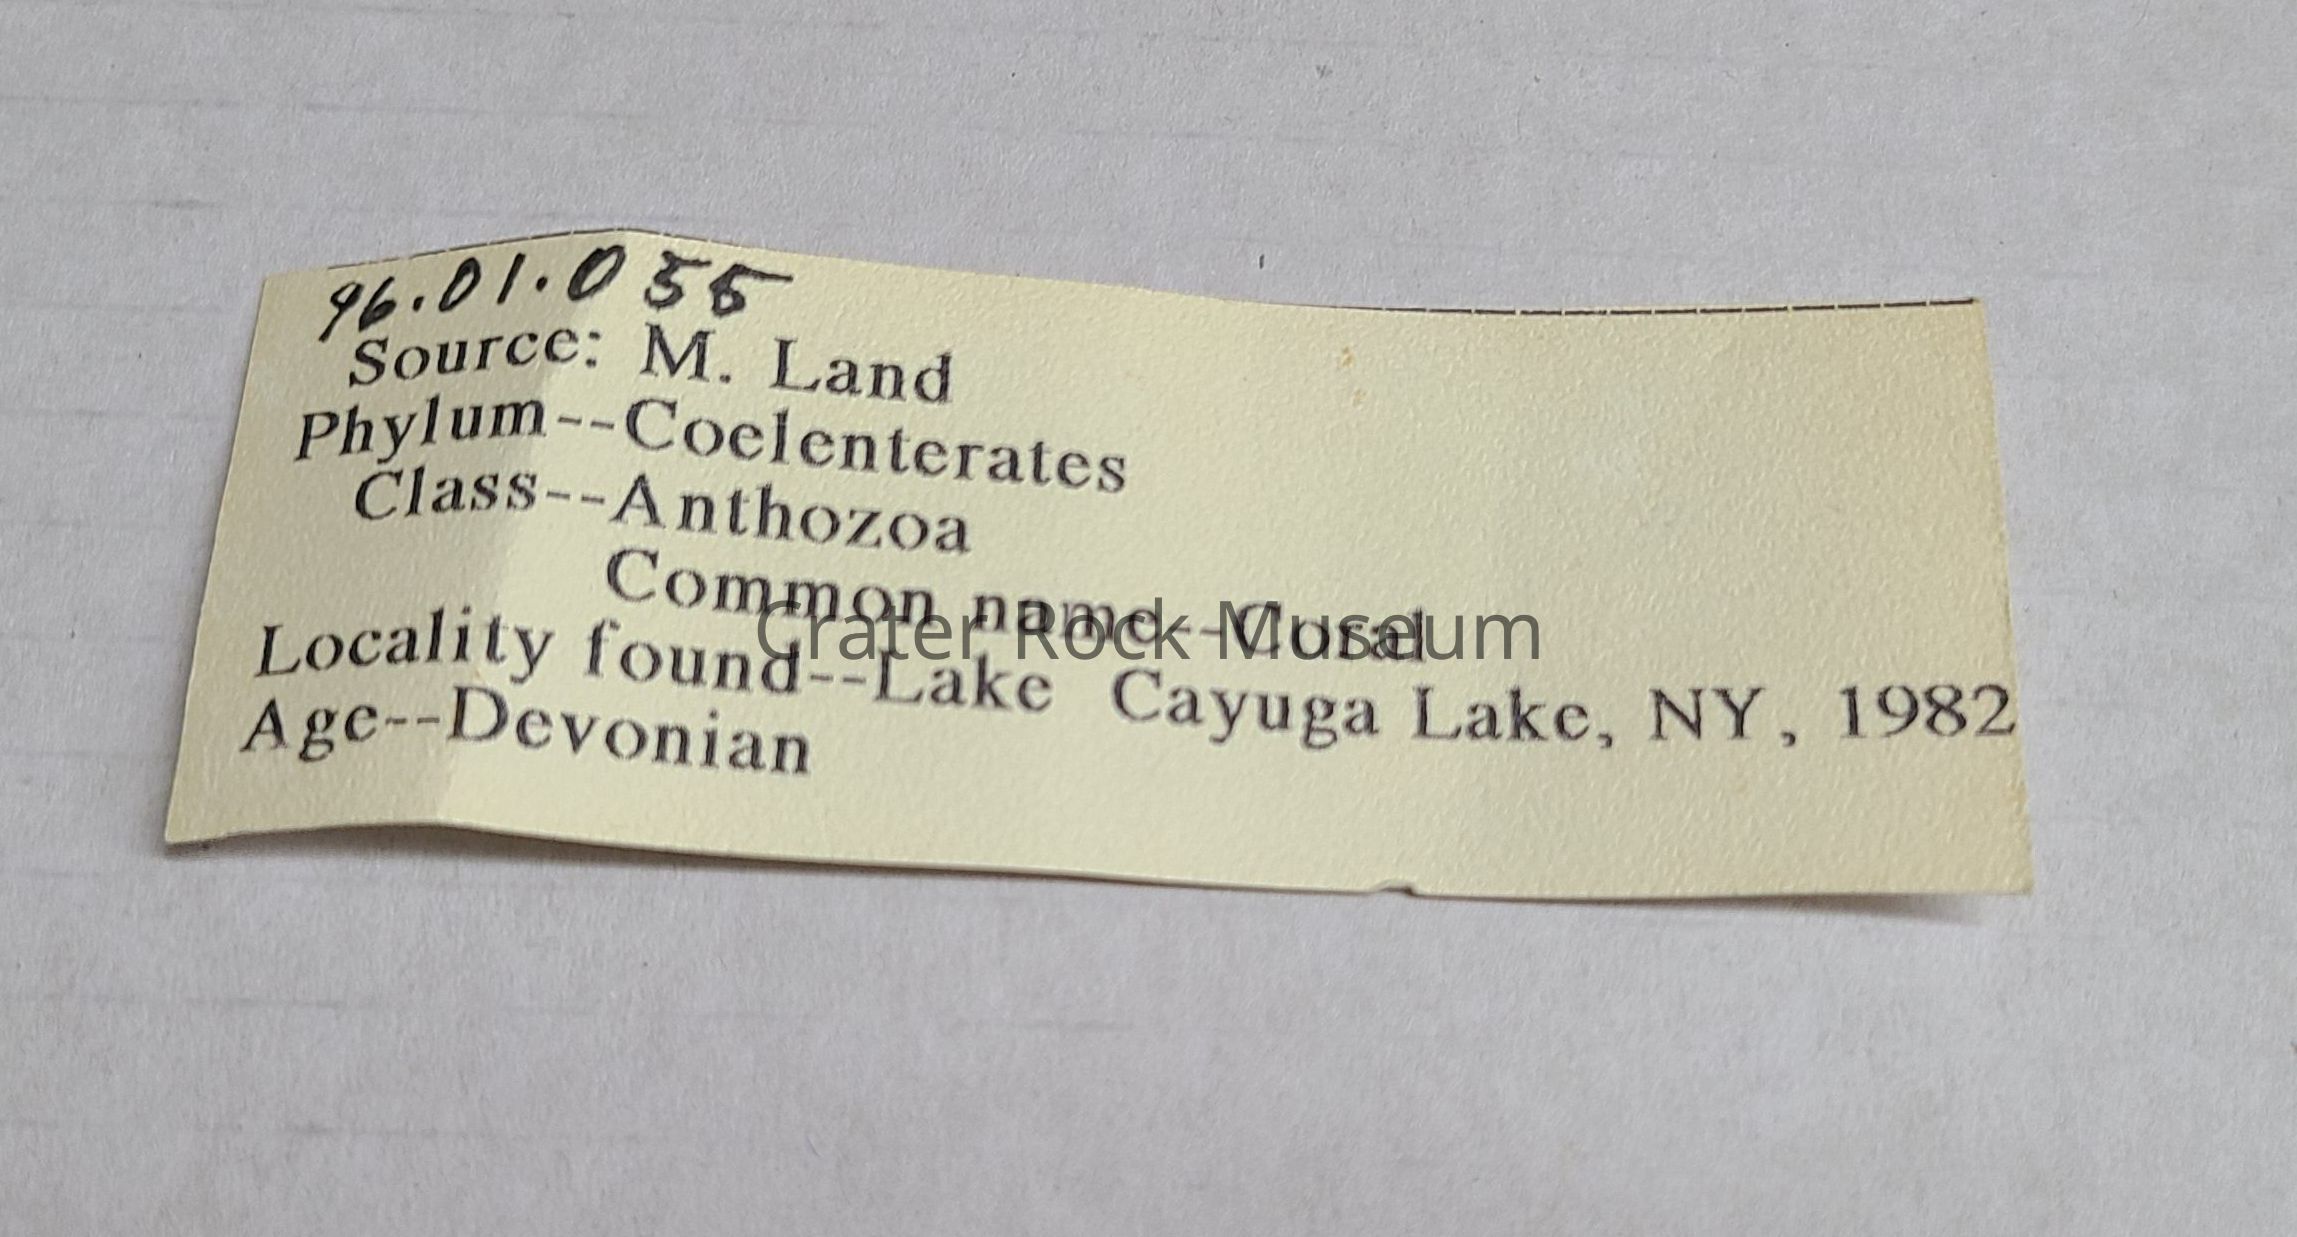 96.01.055
Source: M. Land
Phylum--Coelenterates
Class--Anthozoa
Common name--Coral
Crater Rock Museum
Locality found--Lake Cayuga Lake, NY, 1982
Age--Devonian